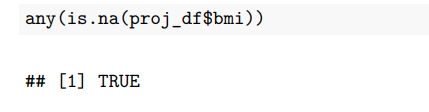 any(is.na(proj_df$bmi))
## [1] TRUE